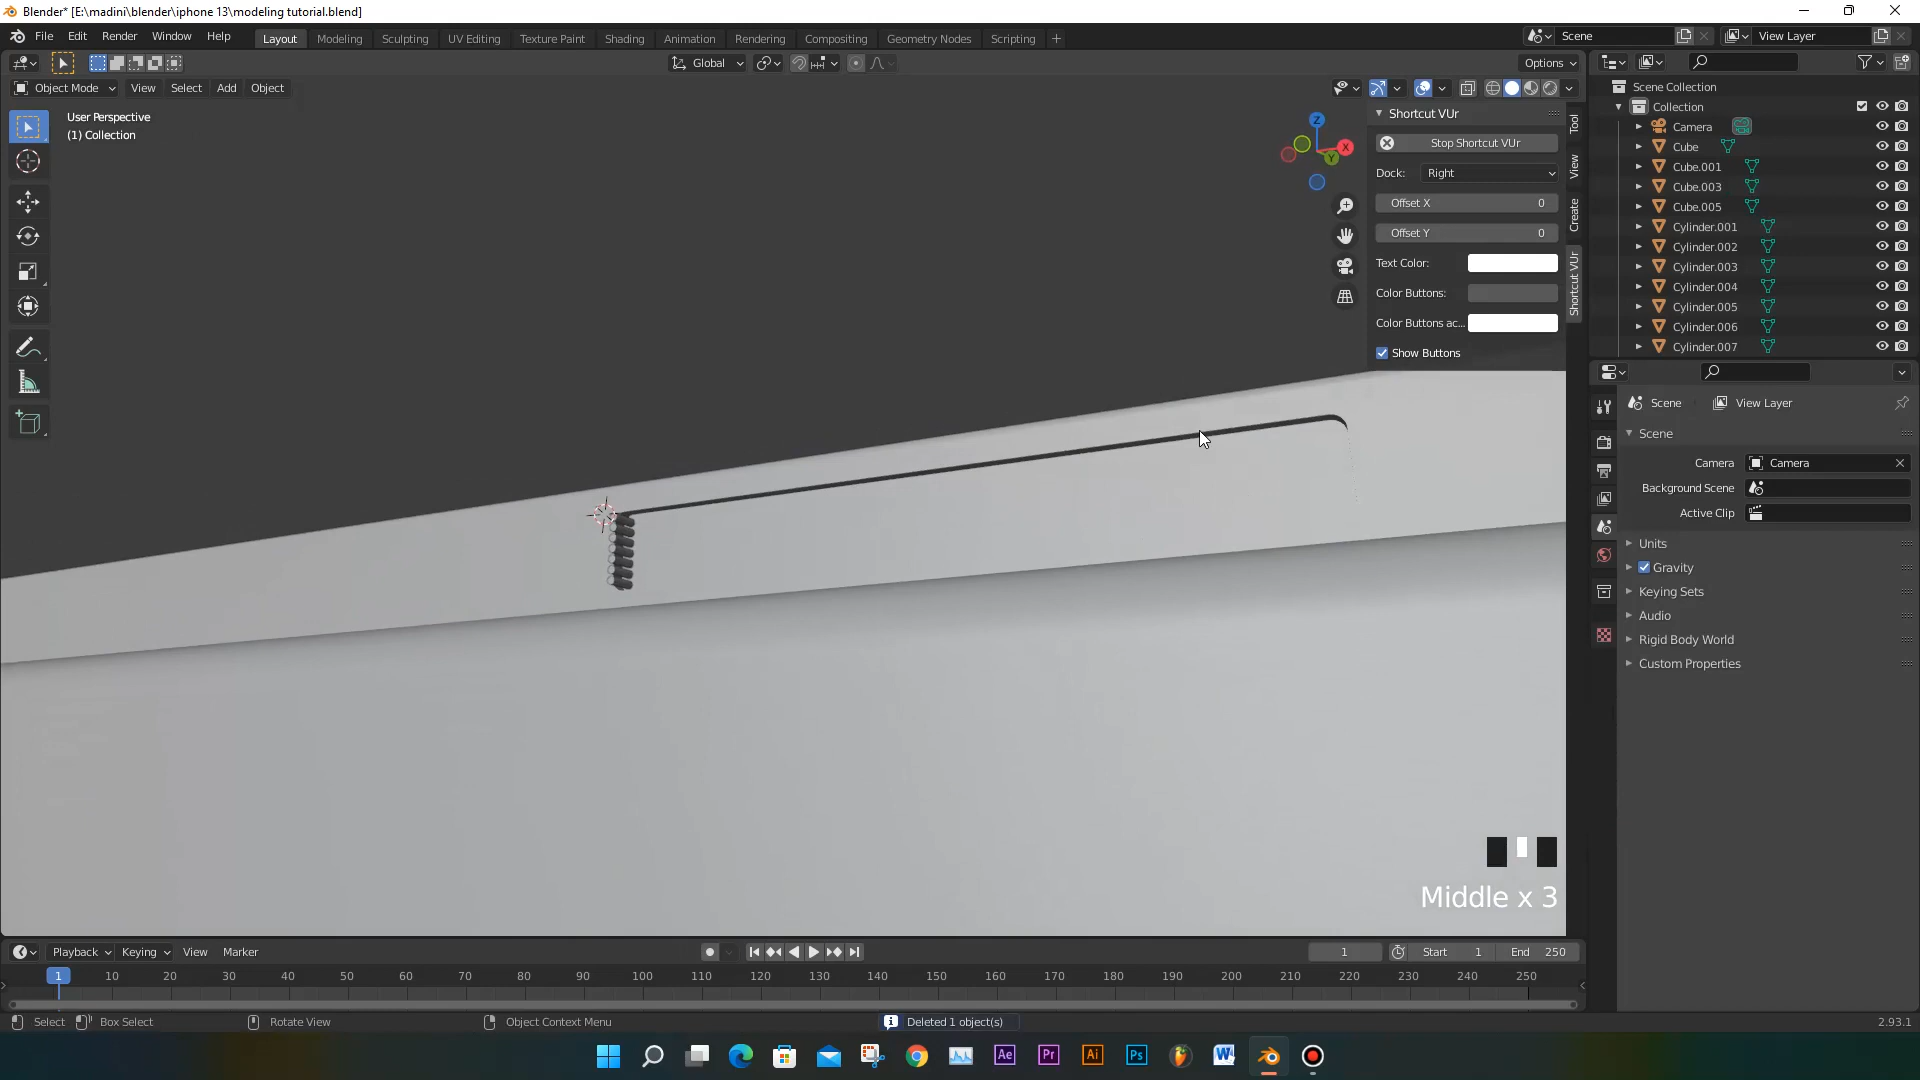 Blender* [E:\madini\blender\iphone 13\modeling tutorial.blend]
File Edit Render Window Help Layout Modeling Sculpting UV Editing Texture Paint Shading Animation Rendering Compositing Geometry Nodes Scripting + Scene View Layer
Global Options
Object Mode View Select Add Object
User Perspective
(1) Collection
Z
X
Y
Shortcut VUr
Stop Shortcut VUr
Dock: Right
Offset X 0
Offset Y 0
Text Color:
Color Buttons:
Color Buttons ac...
Show Buttons
Tool
View
Create
Shortcut VUr
Scene Collection
Collection
Camera
Cube
Cube.001
Cube.003
Cube.005
Cylinder.001
Cylinder.002
Cylinder.003
Cylinder.004
Cylinder.005
Cylinder.006
Cylinder.007
Scene View Layer
Scene
Camera Camera
Background Scene
Active Clip
Units
Gravity
Keying Sets
Audio
Rigid Body World
Custom Properties
Middle x 3
Playback Keying View Marker 1 Start 1 End 250
1 10 20 30 40 50 60 70 80 90 100 110 120 130 140 150 160 170 180 190 200 210 220 230 240 250
Select Box Select Rotate View Object Context Menu Deleted 1 object(s) 2.93.1
Ae Pr Ai Ps W